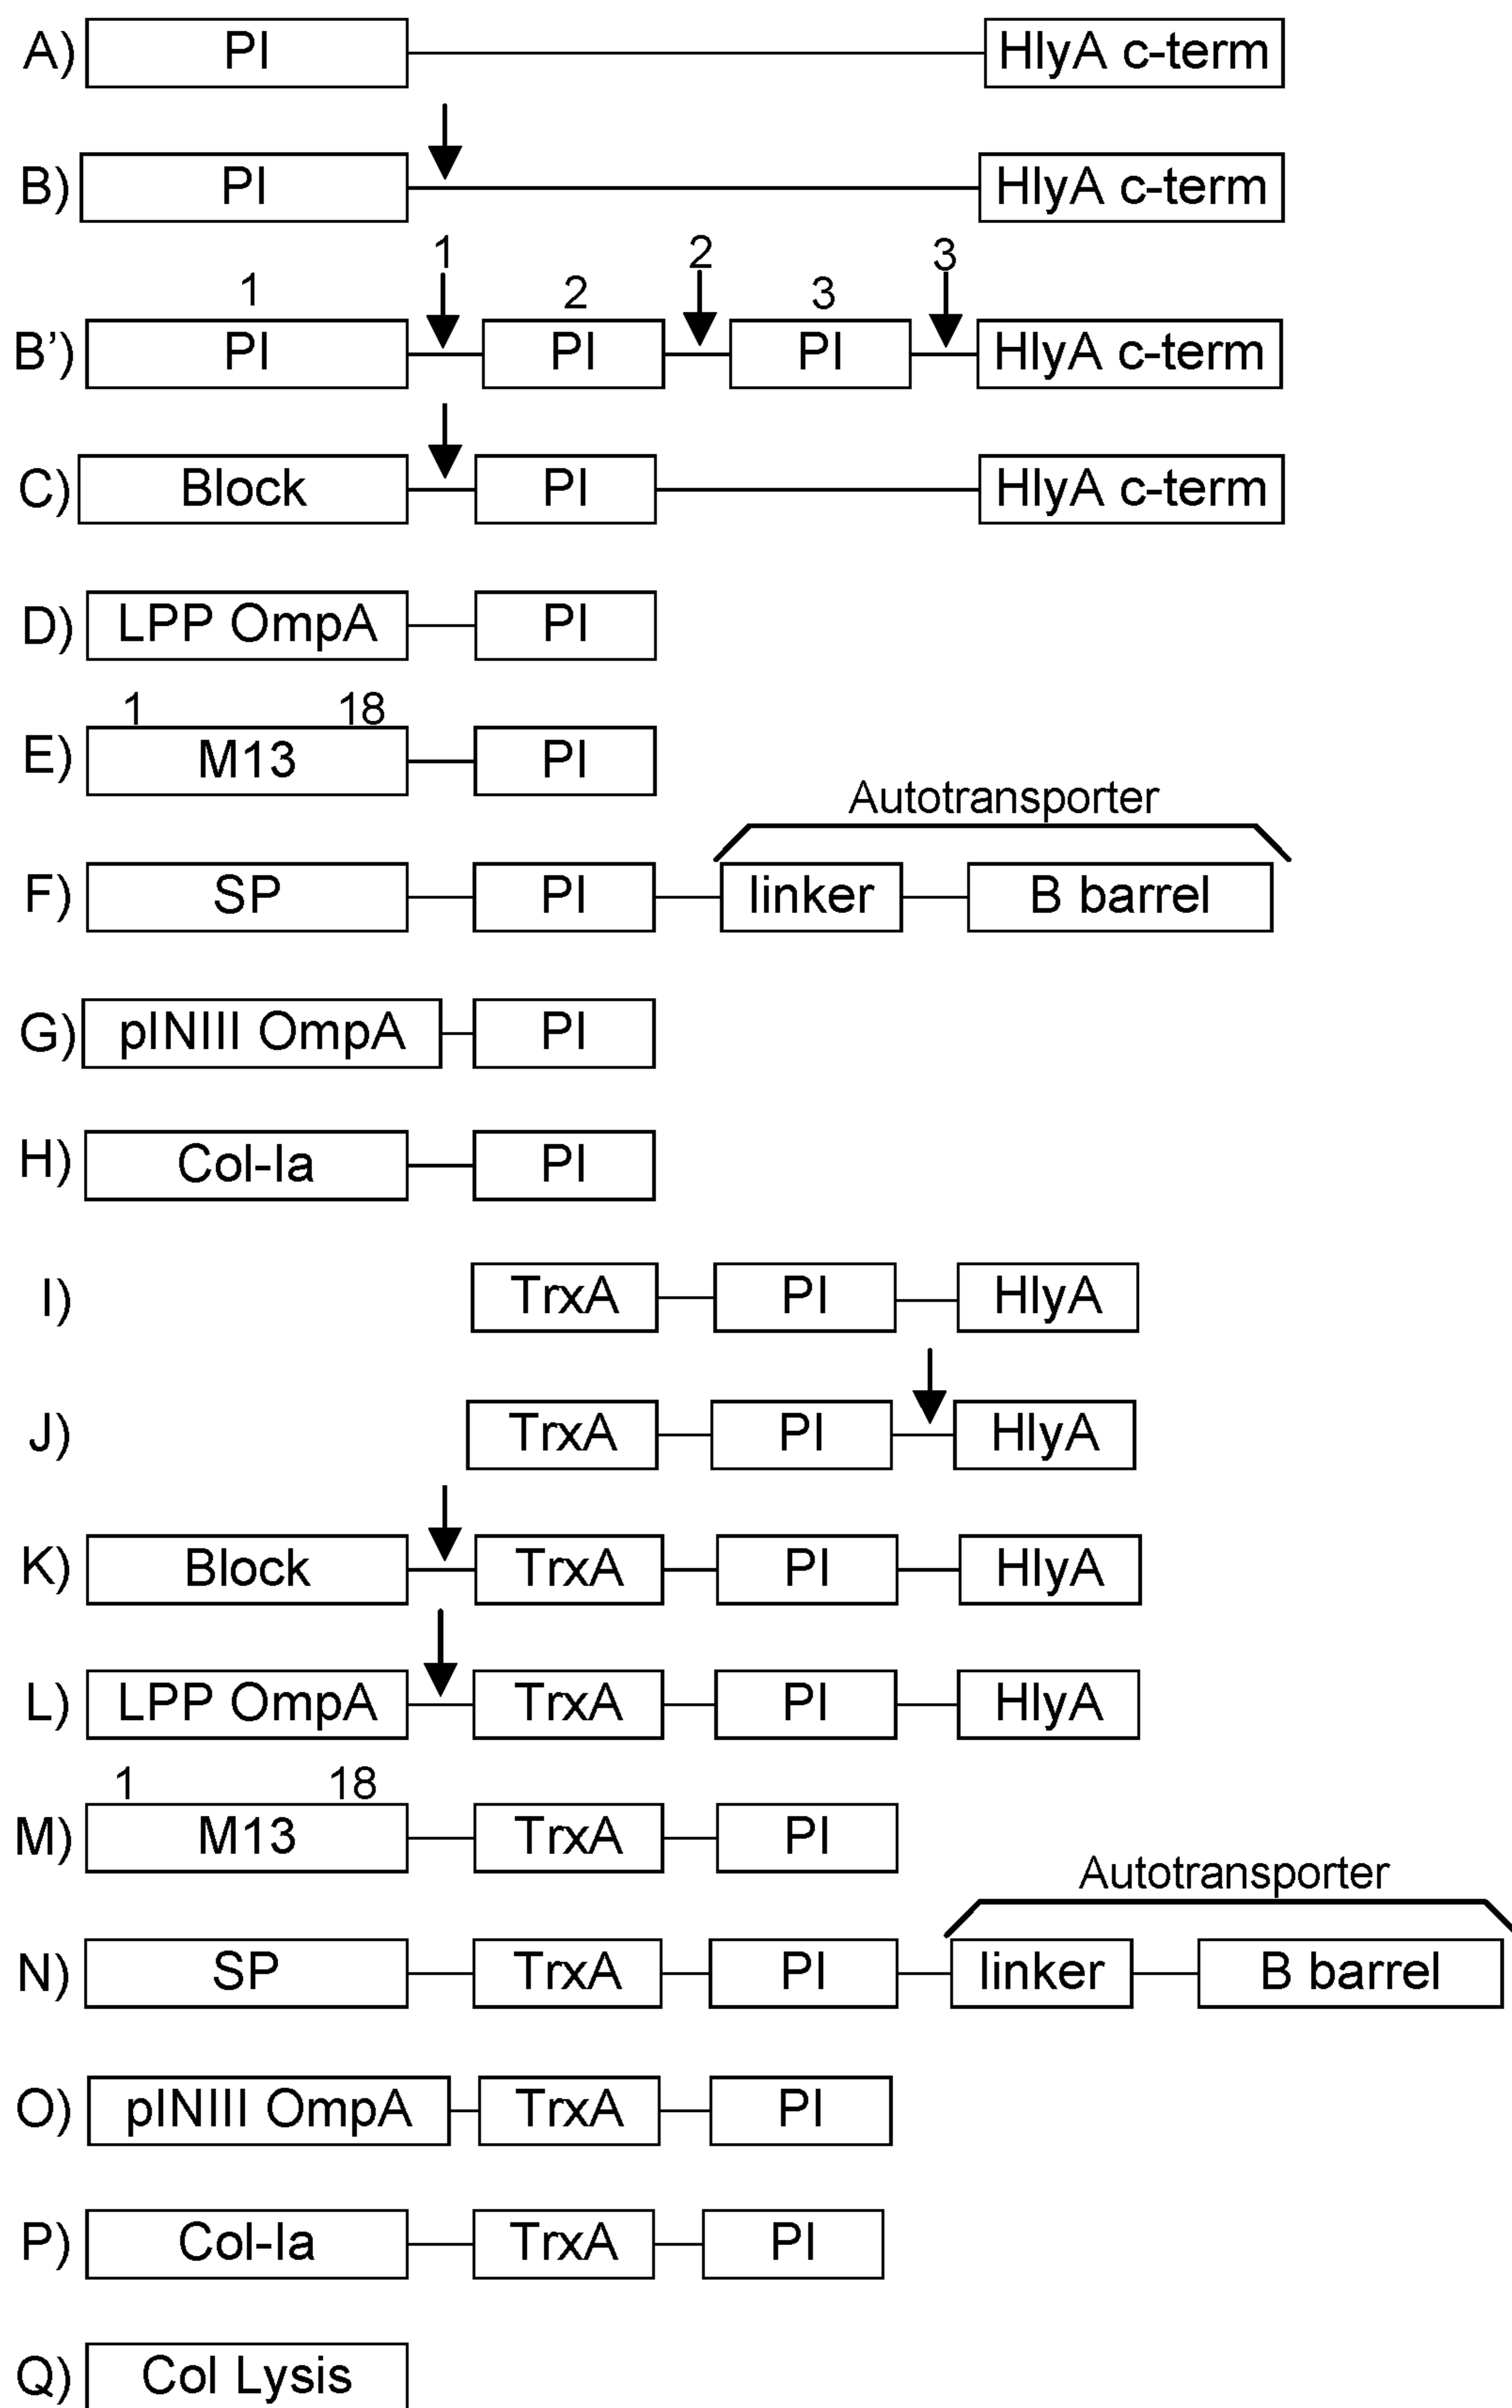 A) PI HlyA c-term
B) PI HlyA c-term
1 2 3
1 2 3
B’) PI PI PI HlyA c-term
C) Block PI HlyA c-term
D) LPP OmpA PI
1 18
E) M13 PI
Autotransporter
F) SP PI linker B barrel
G) pINIII OmpA PI
H) Col-Ia PI
I) TrxA PI HlyA
J) TrxA PI HlyA
K) Block TrxA PI HlyA
L) LPP OmpA TrxA PI HlyA
1 18
M) M13 TrxA PI
Autotransporter
N) SP TrxA PI linker B barrel
O) pINIII OmpA TrxA PI
P) Col-Ia TrxA PI
Q) Col Lysis